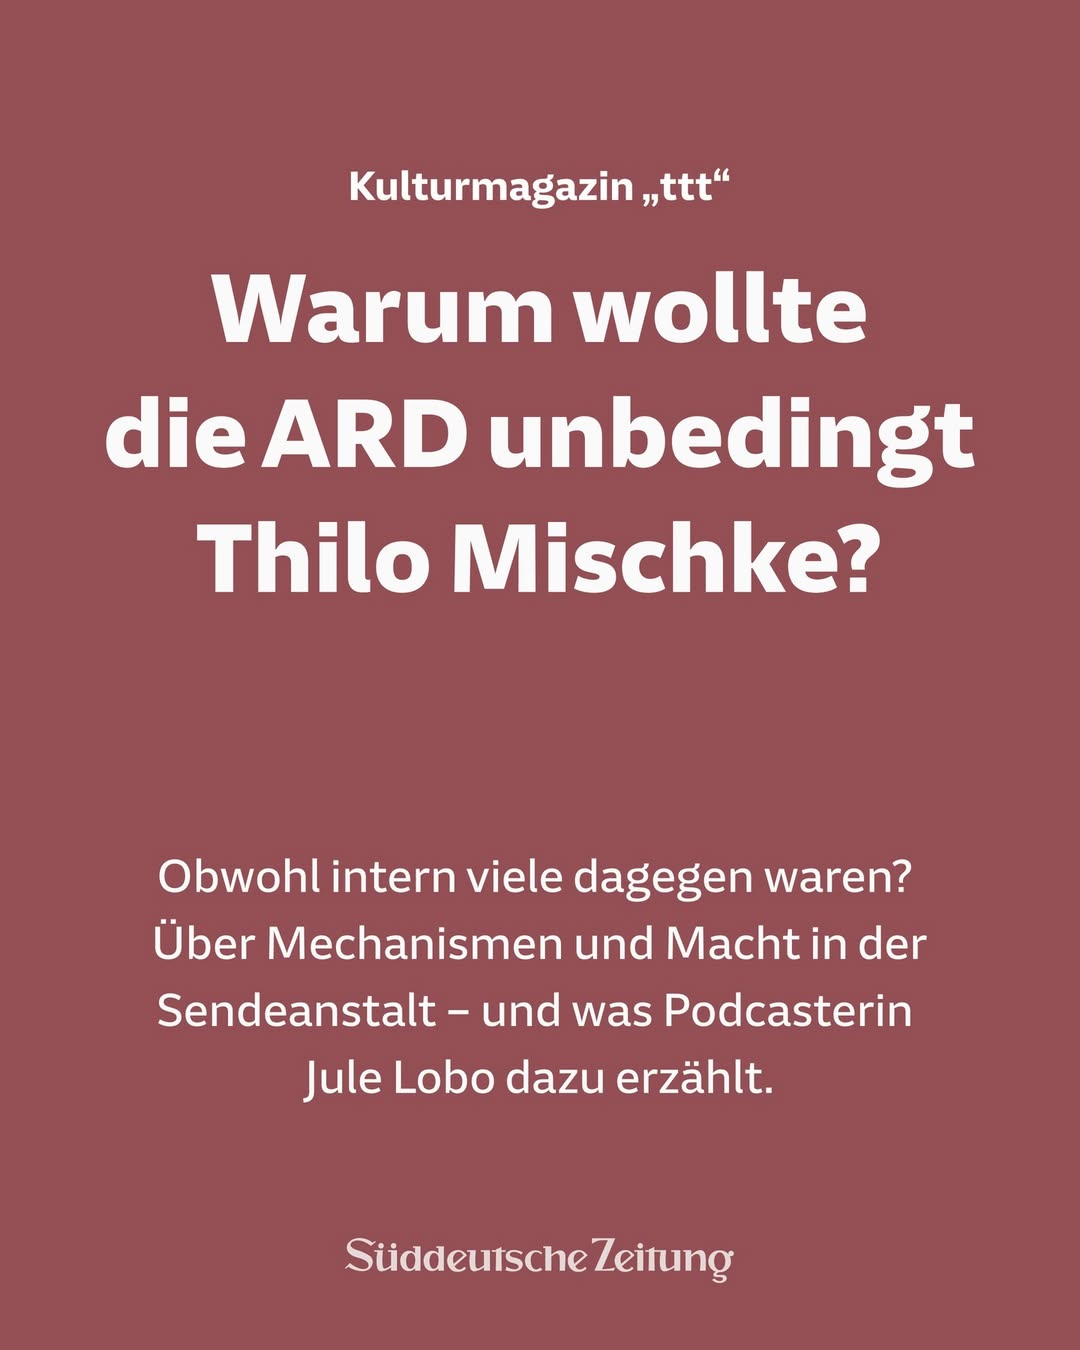 Kulturmagazin „ttt“
Warum wollte
die ARD unbedingt
Thilo Mischke?
Obwohl intern viele dagegen waren?
Über Mechanismen und Macht in der
Sendeanstalt – und was Podcasterin
Jule Lobo dazu erzählt.
Süddeutsche Zeitung